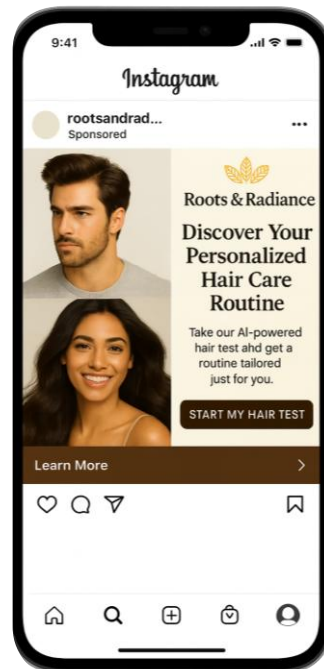 9:41
Instagram
rootsandrad...
Sponsored
Roots & Radiance
Discover Your
Personalized
Hair Care
Routine
Take our AI-powered
hair test ahd get a
routine tailored
just for you.
START MY HAIR TEST
Learn More